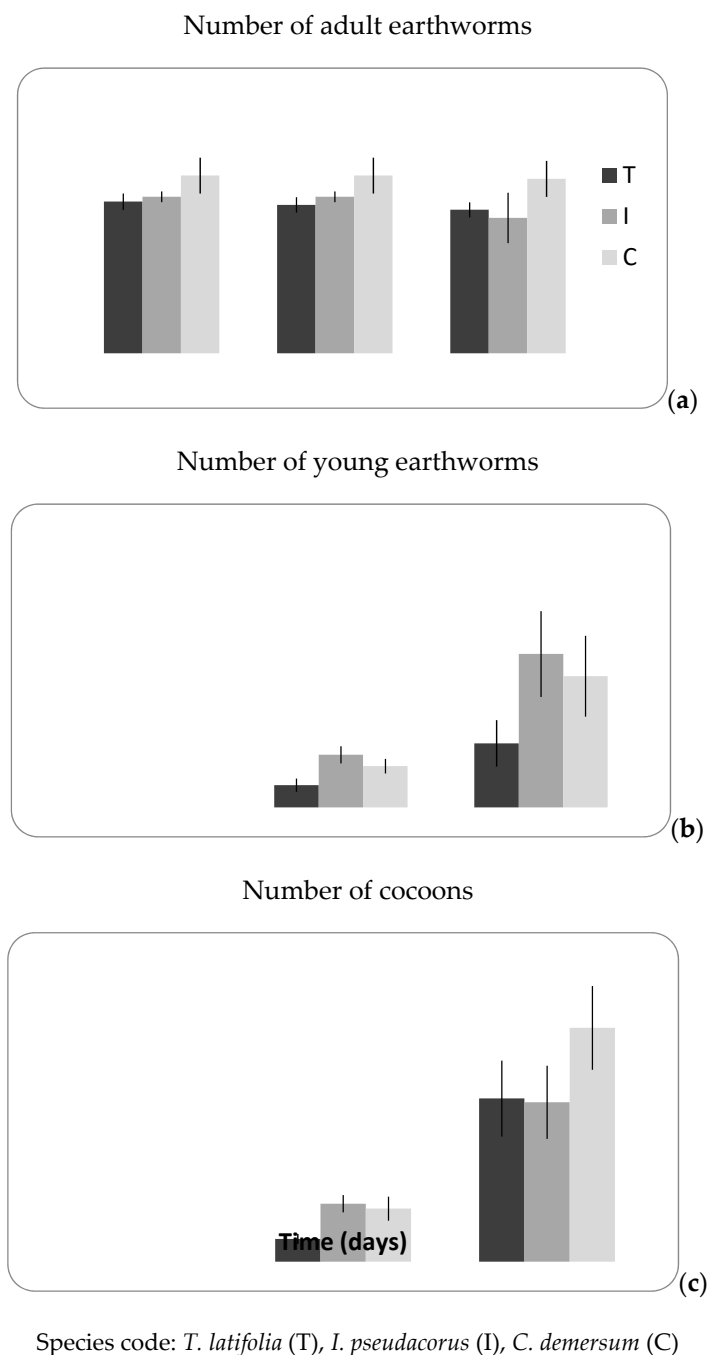 Number of adult earthworms
T
I
C
(a)
Number of young earthworms
(b)
Number of cocoons
Time (days)
(c)
Species code: T. latifolia (T), I. pseudacorus (I), C. demersum (C)